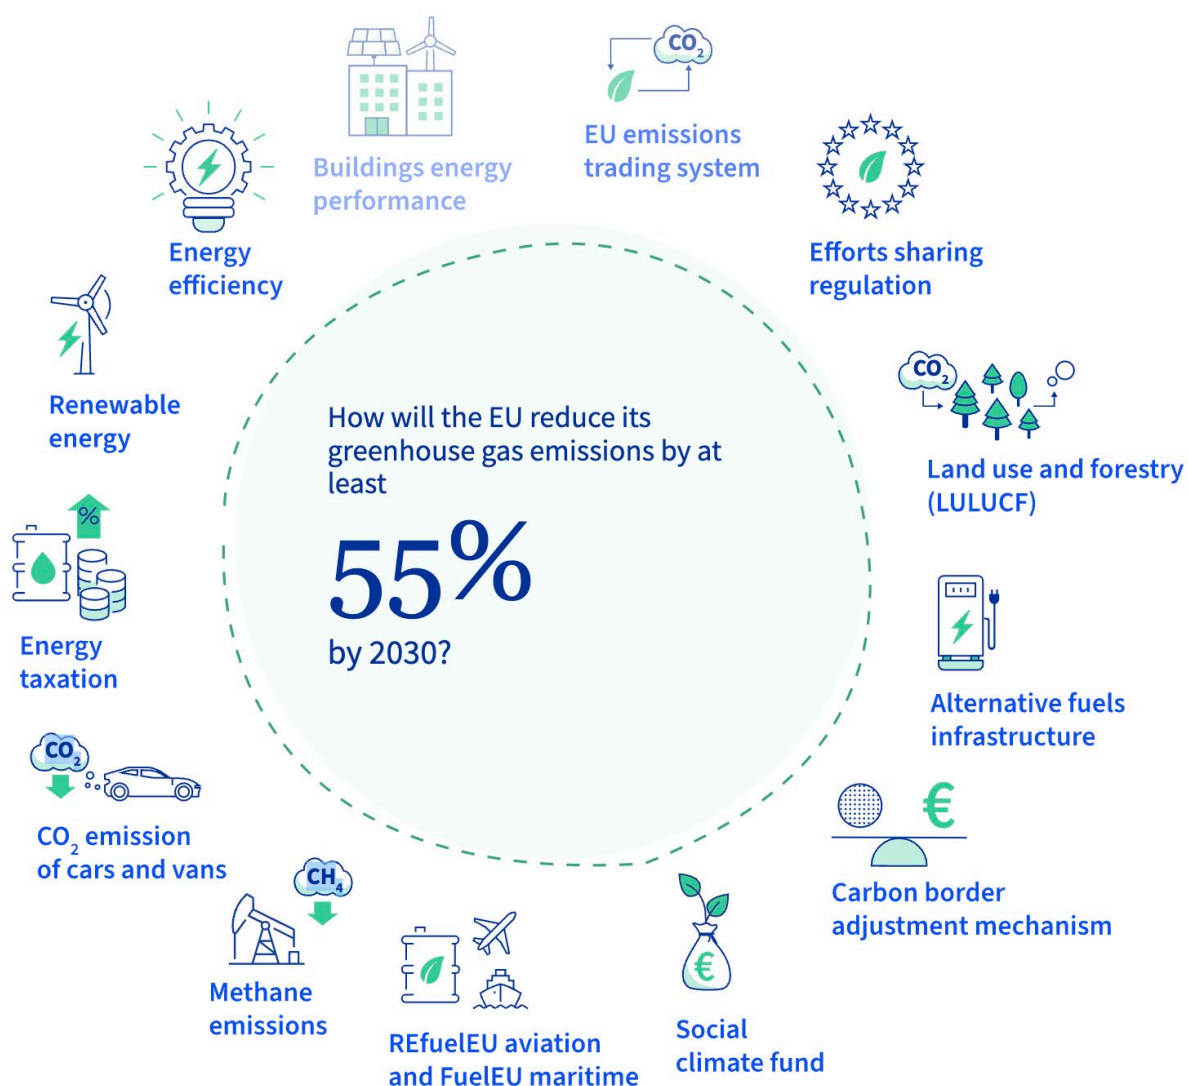 CO2
EU emissions
trading system
Buildings energy
performance
Efforts sharing
regulation
Energy
efficiency
CO2
Land use and forestry
(LULUCF)
Renewable
energy
How will the EU reduce its
greenhouse gas emissions by at
least
55%
by 2030?
%
Energy
taxation
Alternative fuels
infrastructure
CO2
CO2 emission
of cars and vans
€
Carbon border
adjustment mechanism
CH4
Methane
emissions
REfuelEU aviation
and FuelEU maritime
€
Social
climate fund